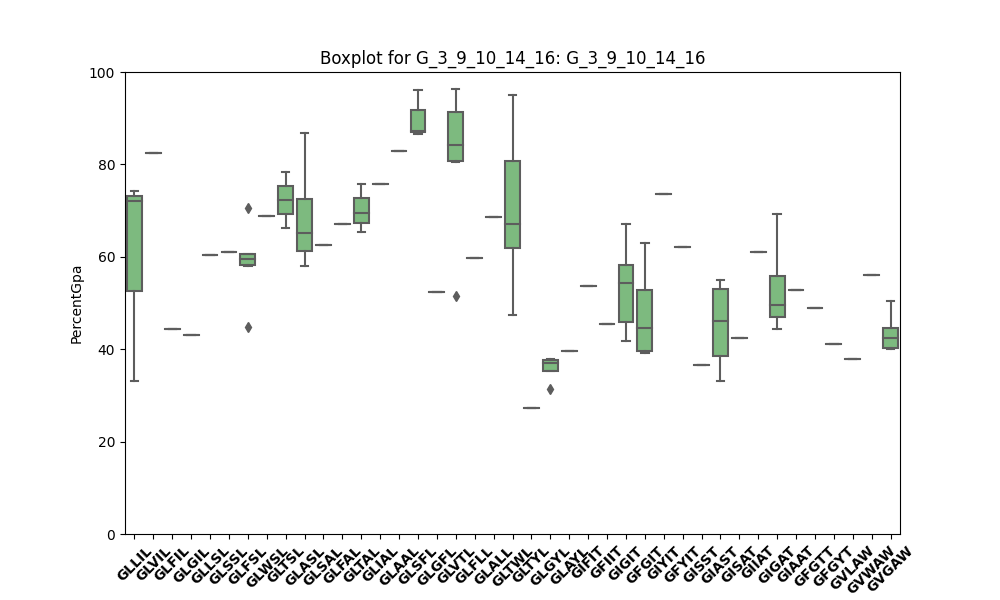 Boxplot for G_3_9_10_14_16: G_3_9_10_14_16
PercentGpa
100
80
60
40
20
0
GLLIL
GLVIL
GLFIL
GLGIL
GLLSL
GLSSL
GLFSL
GLWSL
GLTSL
GLASL
GLSAL
GLFAL
GLTAL
GLIAL
GLAAL
GLSFL
GLGFL
GLVTL
GLFLL
GLALL
GLTWL
GLTYL
GLGYL
GLAYL
GIFIT
GFIIT
GIGIT
GFGIT
GIYIT
GFYIT
GISST
GIAST
GISAT
GIIAT
GIGAT
GIAAT
GFGTT
GFGYT
GVLAW
GVWAW
GVGAW